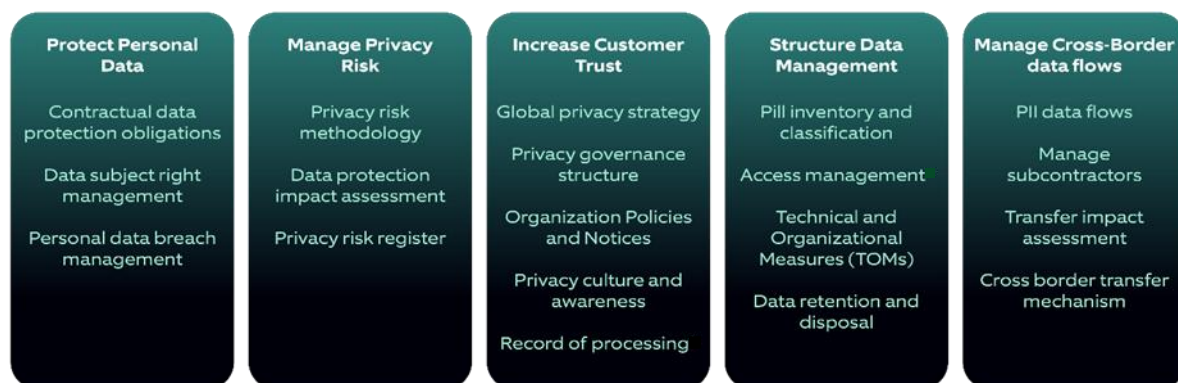 Protect Personal
Data
Contractual data
protection obligations
Data subject right
management
Personal data breach
management
Manage Privacy
Risk
Privacy risk
methodology
Data protection
impact assessment
Privacy risk register
Increase Customer
Trust
Global privacy strategy
Privacy governance
structure
Organization Policies
and Notices
Privacy culture and
awareness
Record of processing
Structure Data
Management
Pill inventory and
classification
Access management
Technical and
Organizational
Measures (TOMs)
Data retention and
disposal
Manage Cross-Border
data flows
PII data flows
Manage
subcontractors
Transfer impact
assessment
Cross border transfer
mechanism